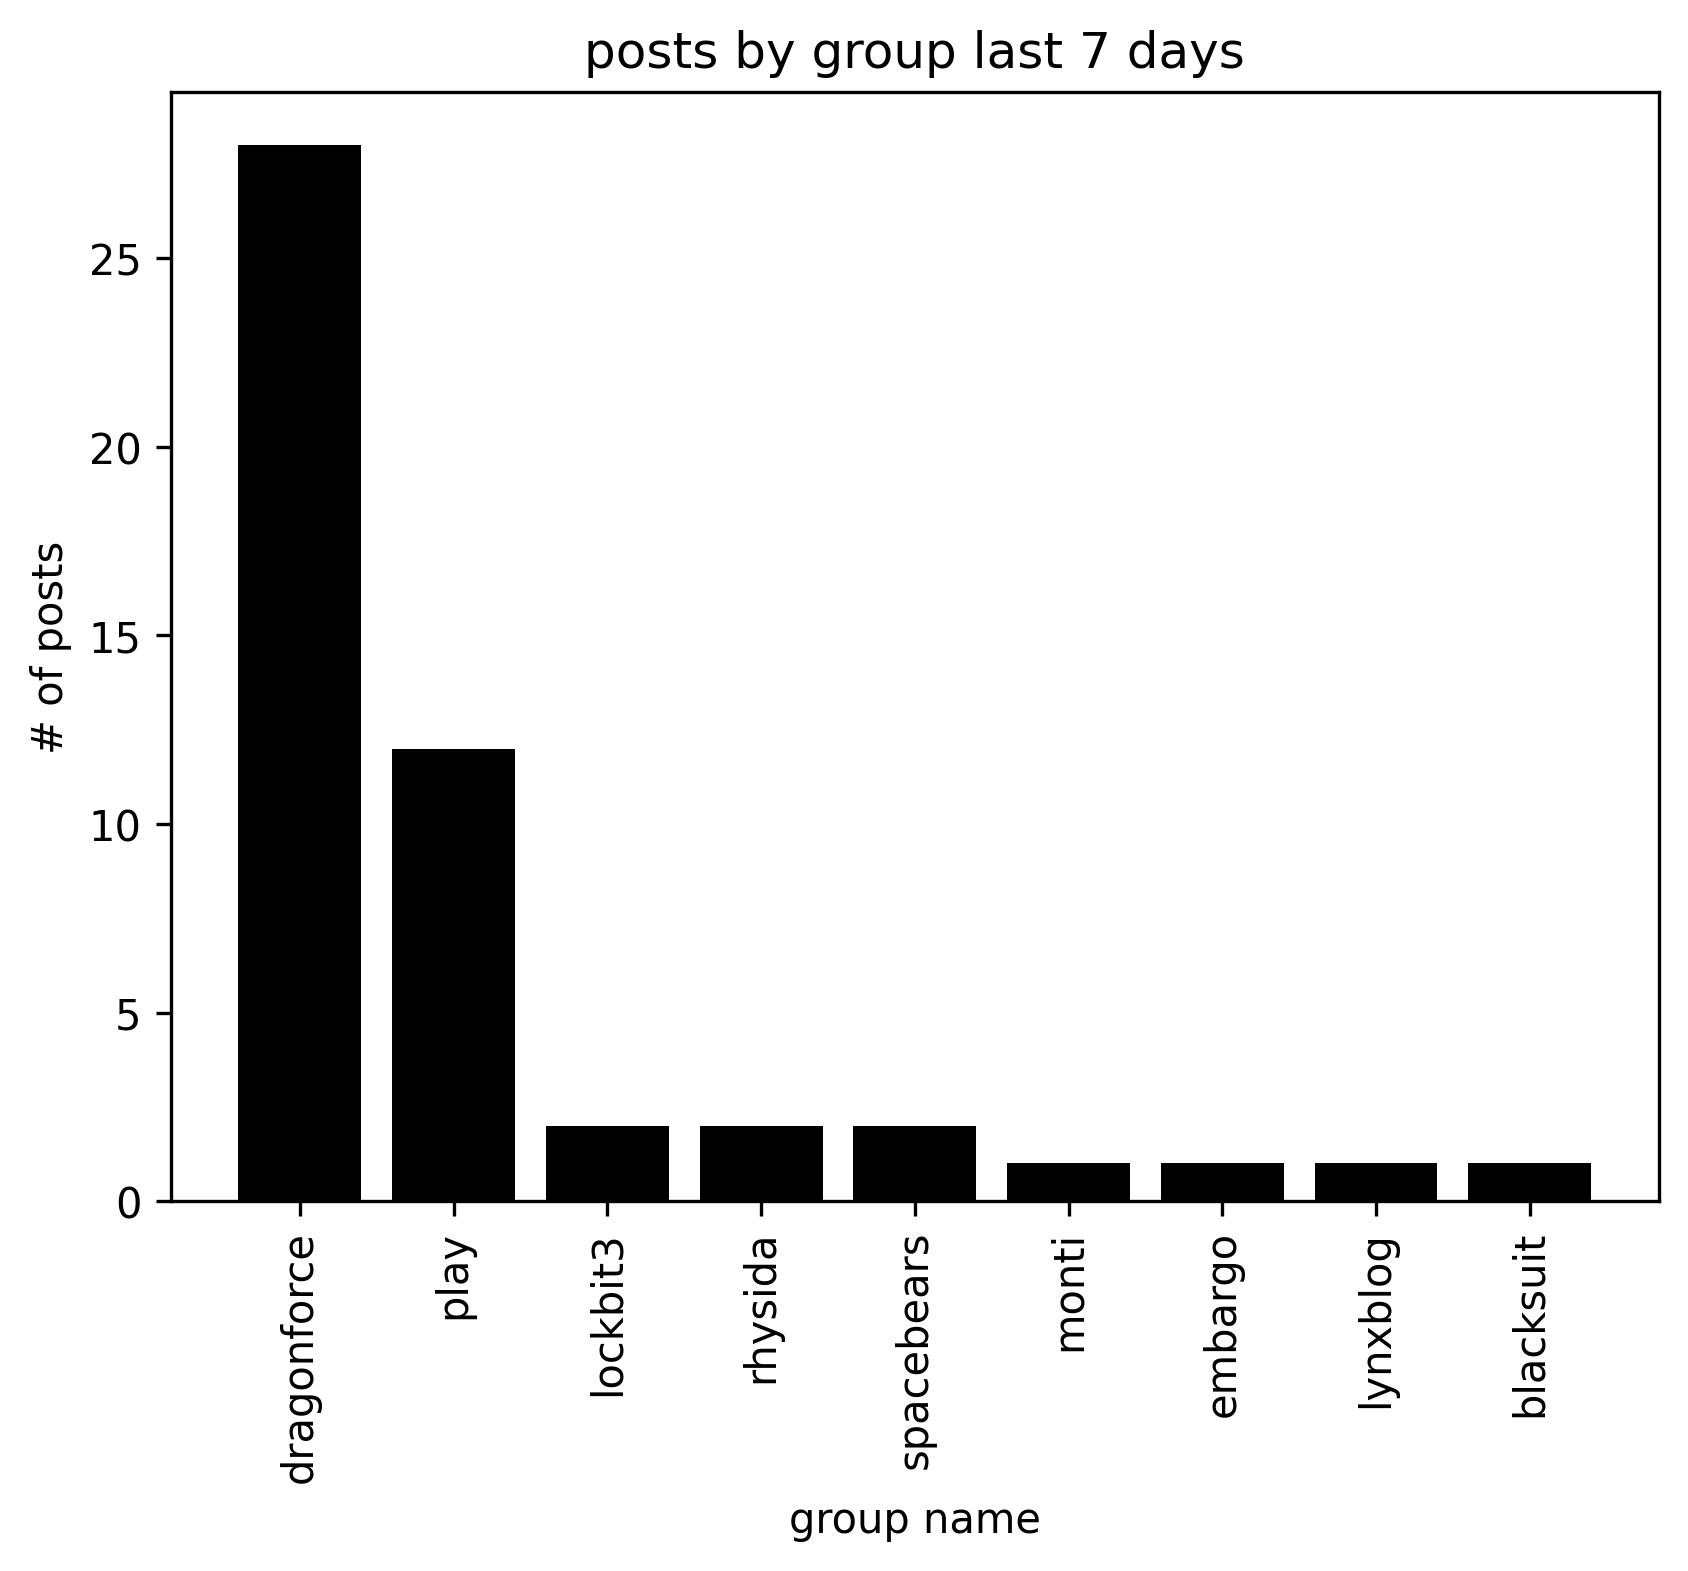 posts by group last 7 days
# of posts
25
20
15
10
5
0
dragonforce
play
lockbit3
rhysida
spacebears
monti
embargo
lynxblog
blacksuit
group name